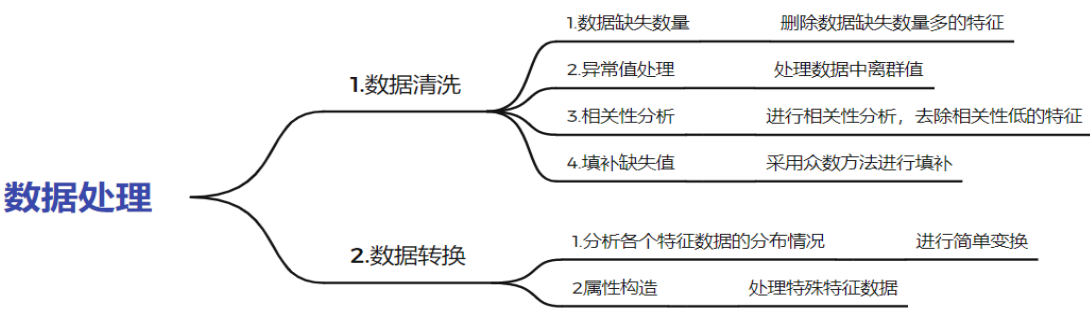 数据处理
1.数据清洗
1.数据缺失数量 删除数据缺失数量多的特征
2.异常值处理 处理数据中离群值
3.相关性分析 进行相关性分析，去除相关性低的特征
4.填补缺失值 采用众数方法进行填补
2.数据转换
1.分析各个特征数据的分布情况 进行简单变换
2属性构造 处理特殊特征数据